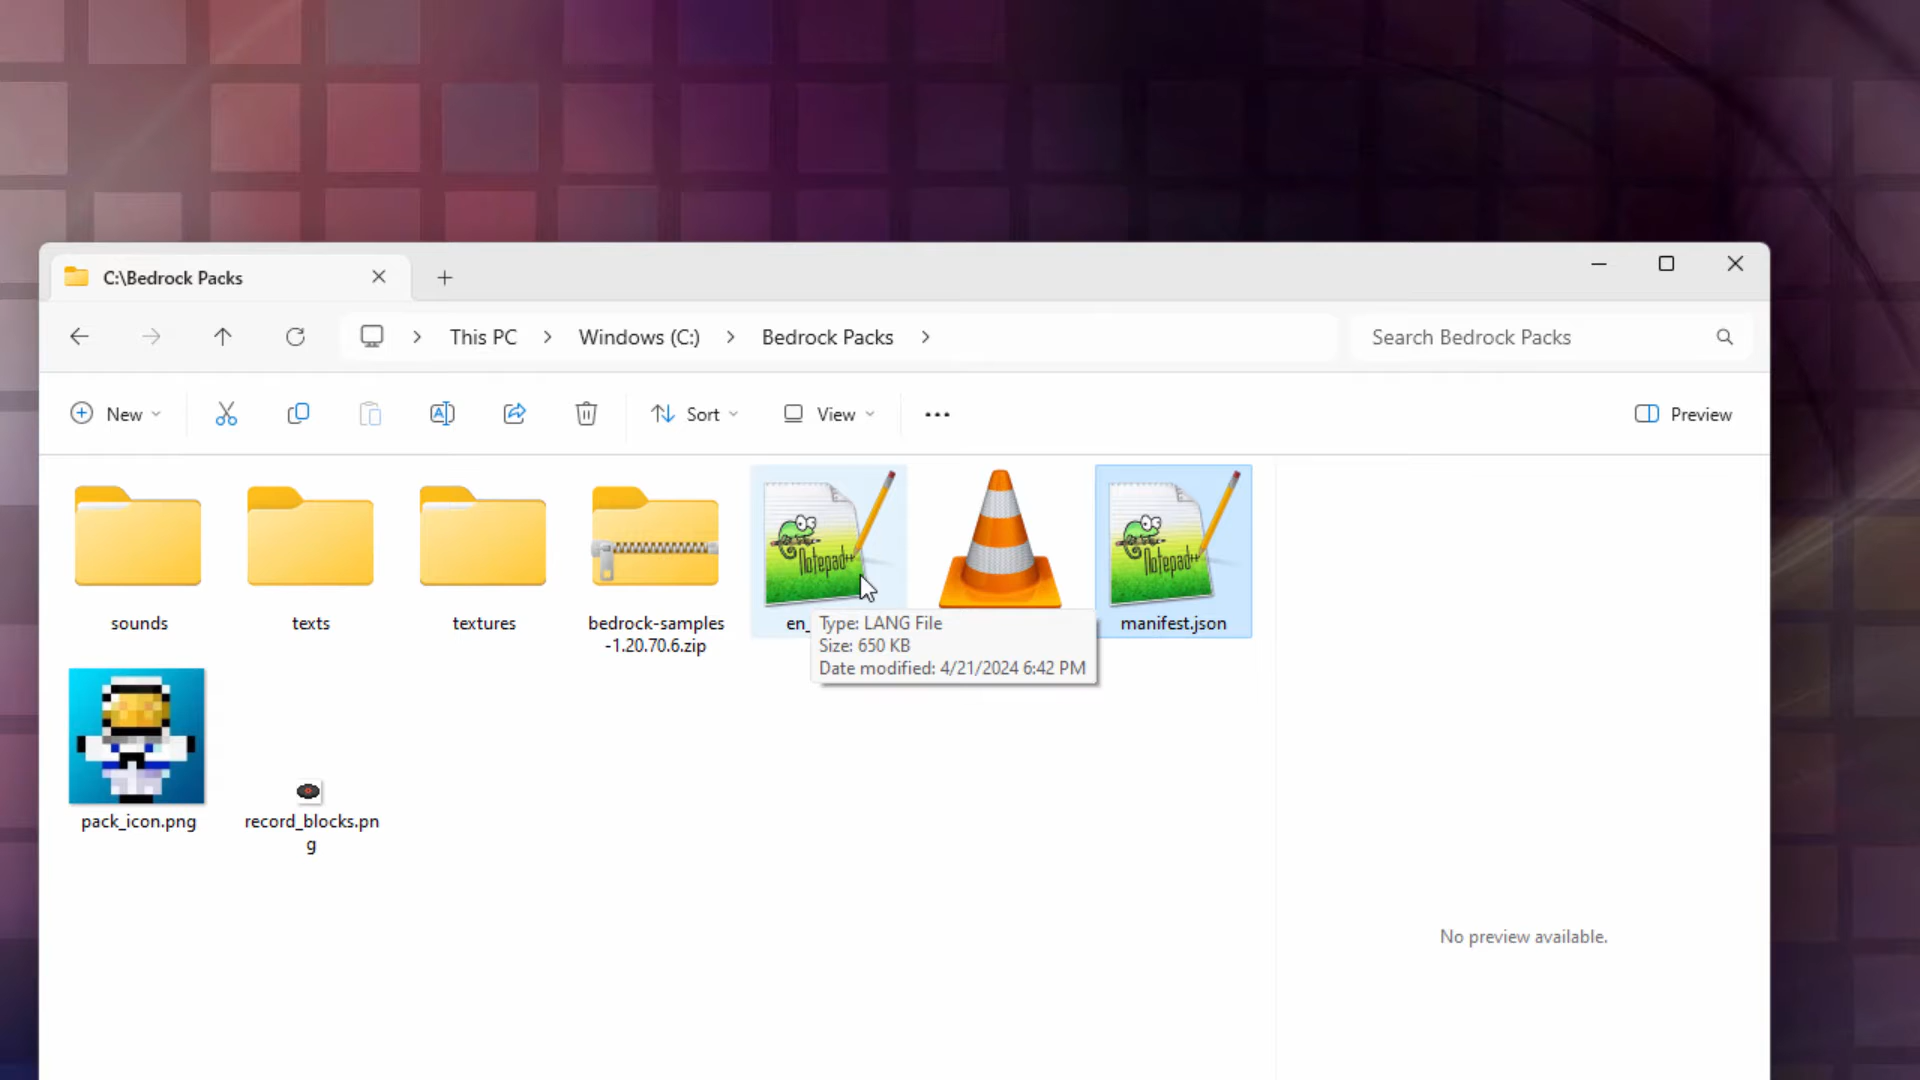 C:\Bedrock Packs
This PC
Windows (C:)
Bedrock Packs
Search Bedrock Packs
New
Sort
View
Preview
Notepad++
Notepad++
sounds
texts
textures
bedrock-samples
-1.20.70.6.zip
en_
manifest.json
Type: LANG File
Size: 650 KB
Date modified: 4/21/2024 6:42 PM
pack_icon.png
record_blocks.pn
g
No preview available.